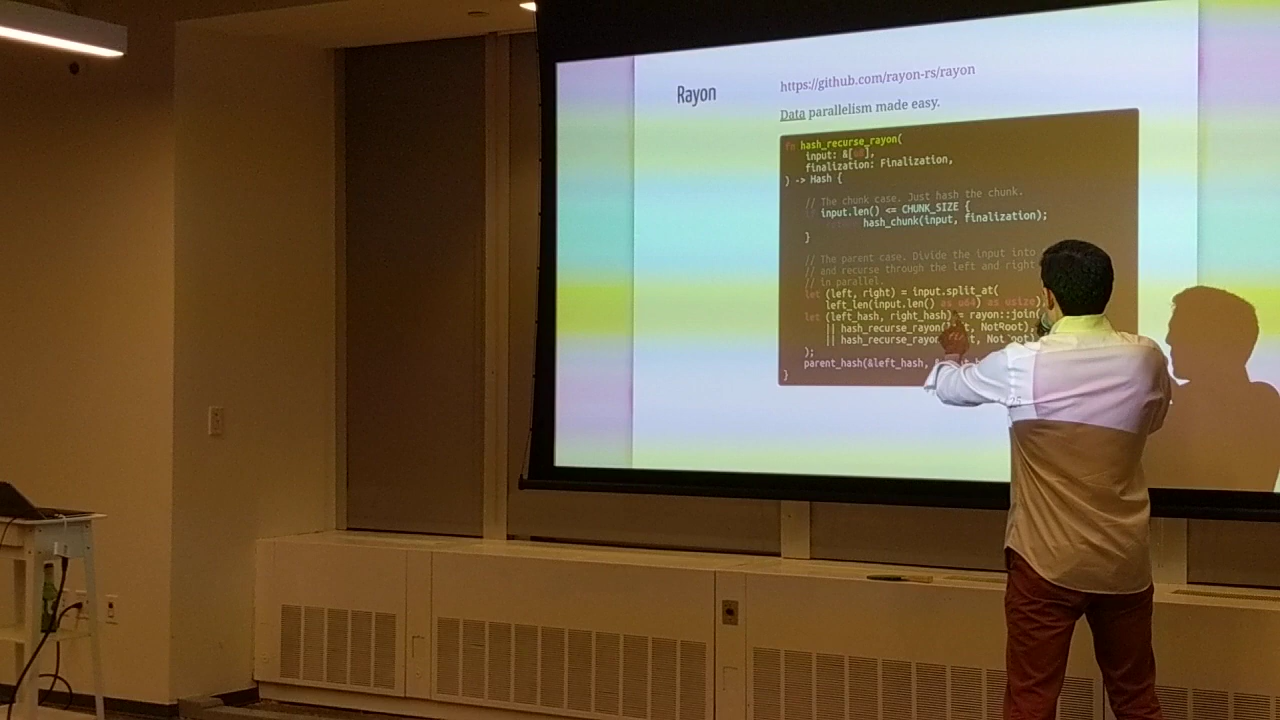 Rayon
https://github.com/rayon-rs/rayon
Data parallelism made easy.
fn hash_recurse_rayon(
input: &[u8],
finalization: Finalization,
) -> Hash {
// The chunk case. Just hash the chunk.
input.len() <= CHUNK_SIZE {
hash_chunk(input, finalization);
}
// The parent case. Divide the input into
// and recurse through the left and right
// in parallel.
let (left, right) = input.split_at(
left_len(input.len() as u64) as usize),
let (left_hash, right_hash) = rayon::join(
|| hash_recurse_rayon( NotRoot),
|| hash_recurse_rayon NotRoot)
);
parent_hash(&left_hash,
}
25